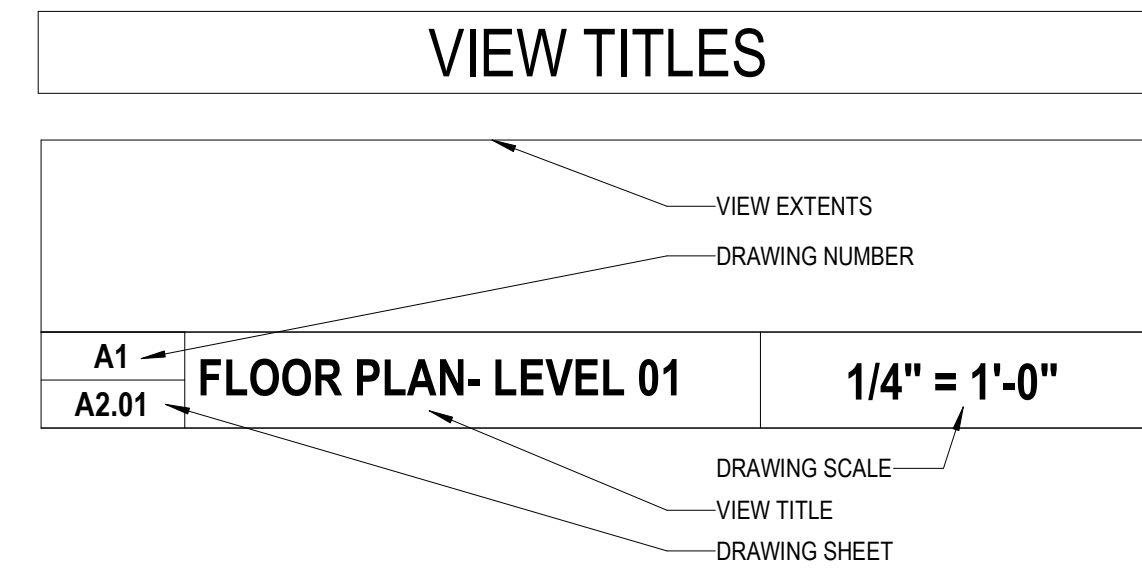 VIEW TITLES
VIEW EXTENTS
DRAWING NUMBER
A1
A2.01
FLOOR PLAN- LEVEL 01
1/4" = 1'-0"
DRAWING SCALE
VIEW TITLE
DRAWING SHEET